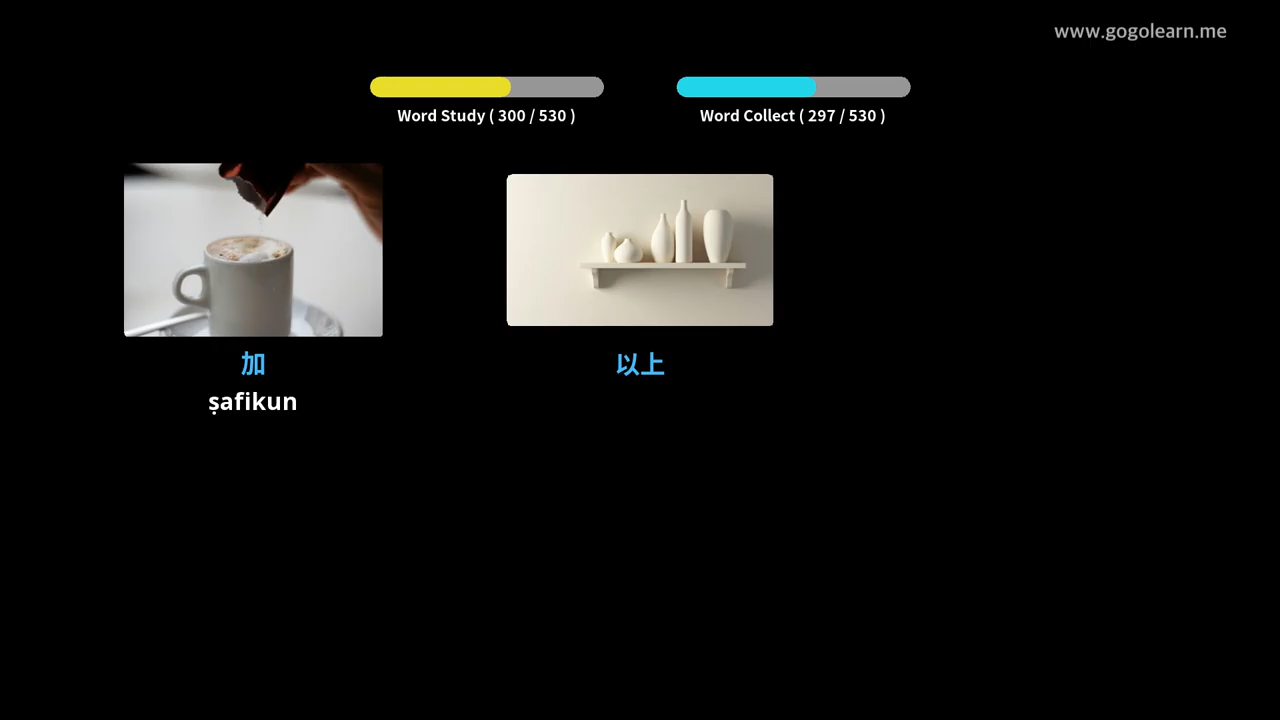 www.gogolearn.me
Word Study ( 300 / 530 )
Word Collect ( 297 / 530 )
加
ṣafikun
以上